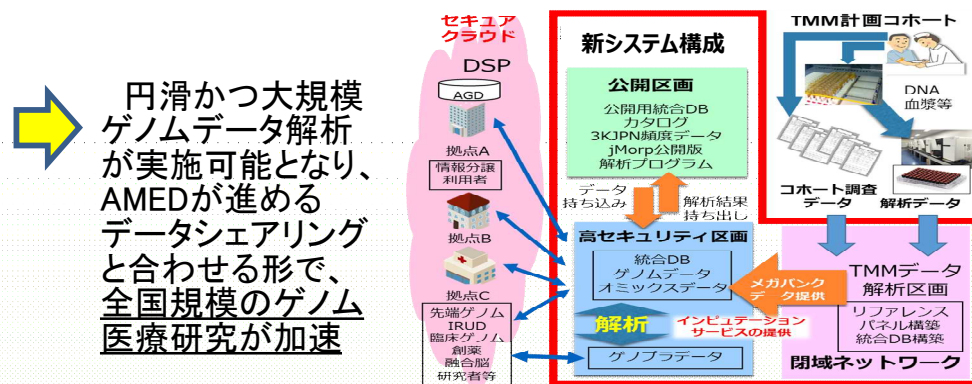 円滑かつ大規模
ゲノムデータ解析
が実施可能となり、
AMEDが進める
データシェアリング
と合わせる形で、
全国規模のゲノム
医療研究が加速
セキュア
クラウド
DSP
AGD
拠点A
情報分譲
利用者
拠点B
拠点C
先端ゲノム
IRUD
臨床ゲノム
創薬
融合脳
研究者等
新システム構成
公開区画
公開用統合DB
カタログ
3KJPN頻度データ
jMorp公開版
解析プログラム
データ
持ち込み
解析結果
持ち出し
高セキュリティ区画
統合DB
ゲノムデータ
オミックスデータ
解析
インピュテーション
サービスの提供
ゲノプラデータ
メガバンク
データ提供
TMM計画コホート
DNA
血漿等
コホート調査
データ
解析データ
TMMデータ
解析区画
リファレンス
パネル構築
統合DB構築
閉域ネットワーク